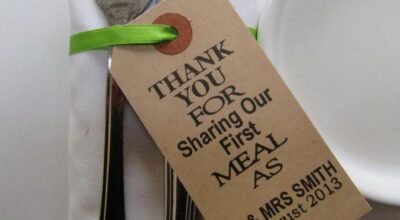 THANK
YOU
FOR
Sharing Our
First
MEAL
AS
& MRS SMITH
2013